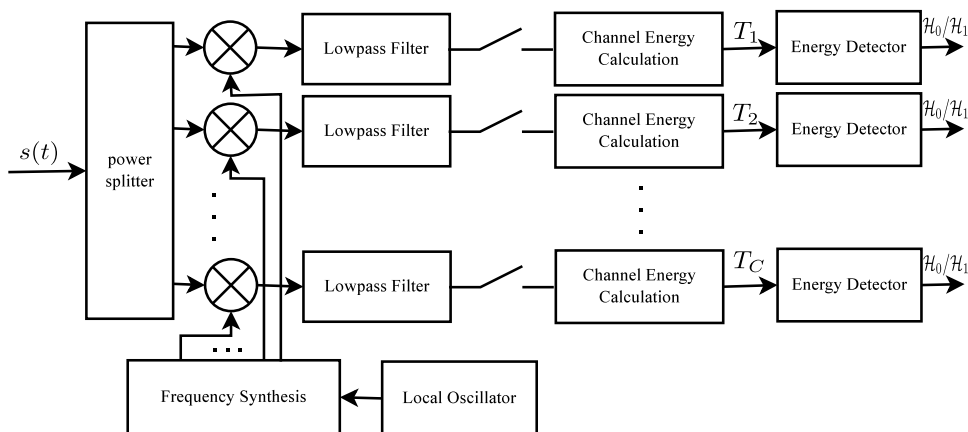 s(t)
power
splitter
Lowpass Filter
Channel Energy
Calculation
T₁
Energy Detector
ℋ₀/ℋ₁
Lowpass Filter
Channel Energy
Calculation
T₂
Energy Detector
ℋ₀/ℋ₁
Lowpass Filter
Channel Energy
Calculation
T_C
Energy Detector
ℋ₀/ℋ₁
Frequency Synthesis
Local Oscillator